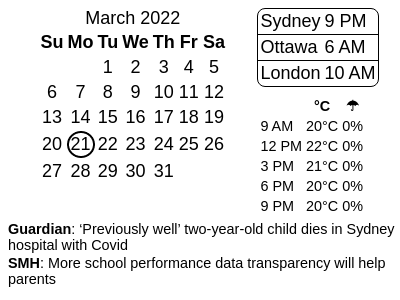 March 2022
Su Mo Tu We Th Fr Sa
1 2 3 4 5
6 7 8 9 10 11 12
13 14 15 16 17 18 19
20 21 22 23 24 25 26
27 28 29 30 31
Sydney 9 PM
Ottawa 6 AM
London 10 AM
°C ☂
9 AM 20°C 0%
12 PM 22°C 0%
3 PM 21°C 0%
6 PM 20°C 0%
9 PM 20°C 0%
Guardian: ‘Previously well’ two-year-old child dies in Sydney
hospital with Covid
SMH: More school performance data transparency will help
parents